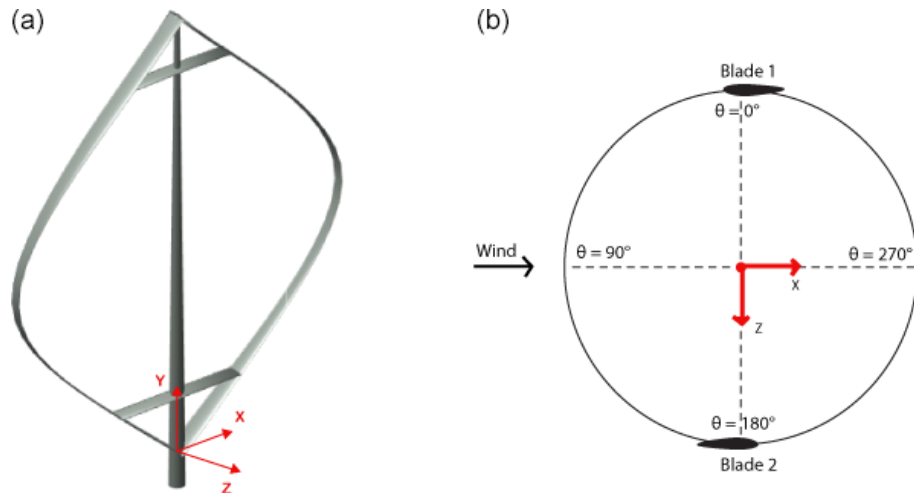 (a)
Y
X
Z
(b)
Blade 1
θ = 0°
Wind
θ = 90°
θ = 270°
X
Z
θ = 180°
Blade 2